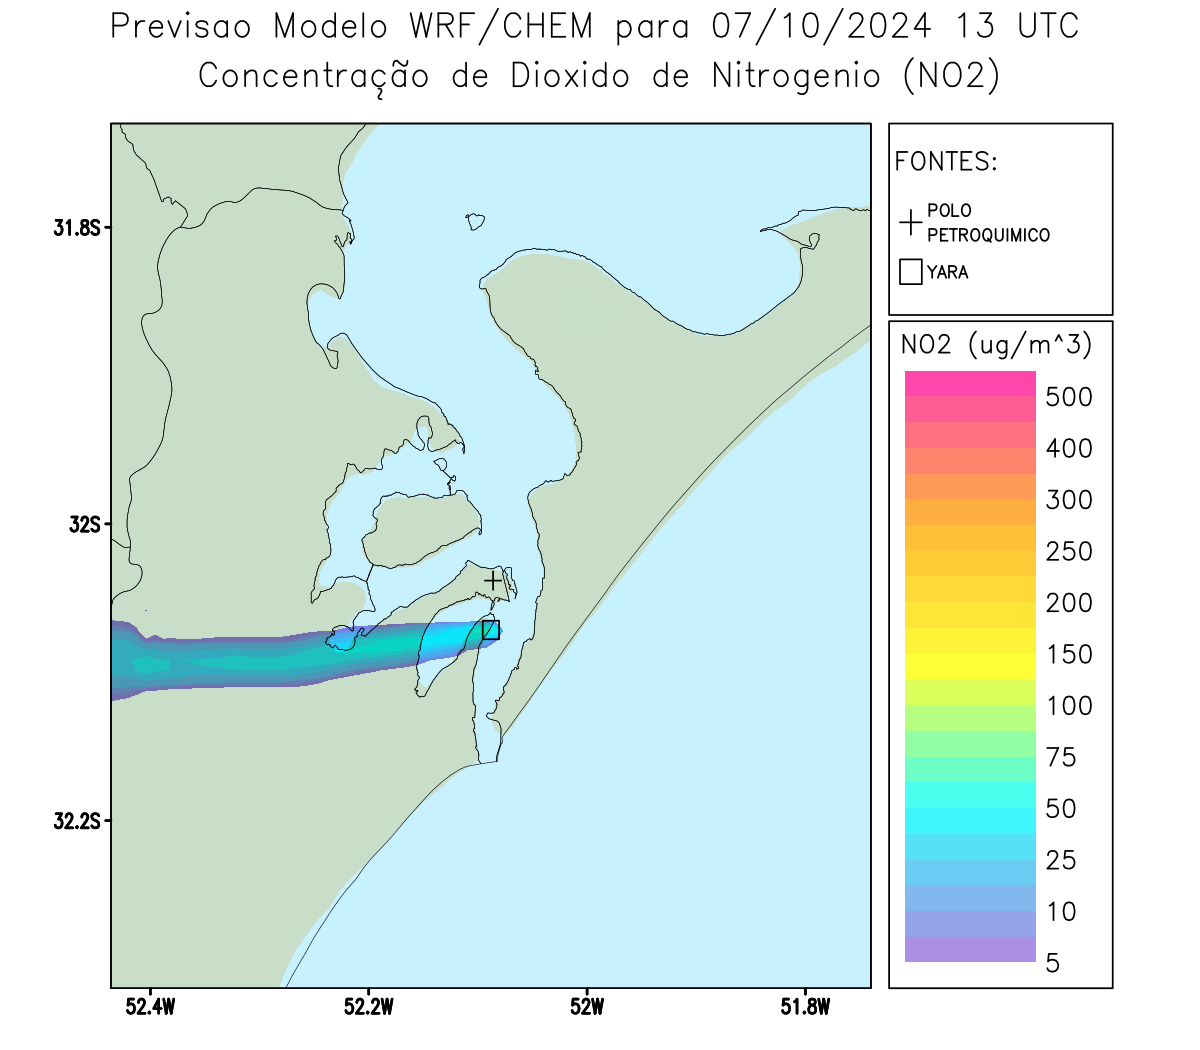 Previsao Modelo WRF/CHEM para 07/10/2024 13 UTC
Concentração de Dioxido de Nitrogenio (NO2)
FONTES:
POLO
PETROQUIMICO
YARA
NO2 (ug/m^3)
500
400
300
250
200
150
100
75
50
25
10
5
31.8S
32S
32.2S
52.4W
52.2W
52W
51.8W